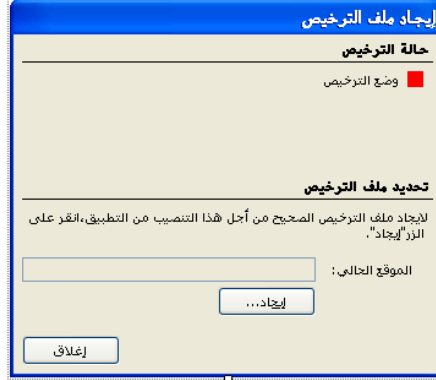 إيجاد ملف الترخيص
حالة الترخيص
وضع الترخيص
تحديد ملف الترخيص
لايجاد ملف الترخيص الصحيح من أجل هذا التنصيب من التطبيق،انقر على
الزر"إيجاد".
الموقع الحالي:
إيجاد...
إغلاق